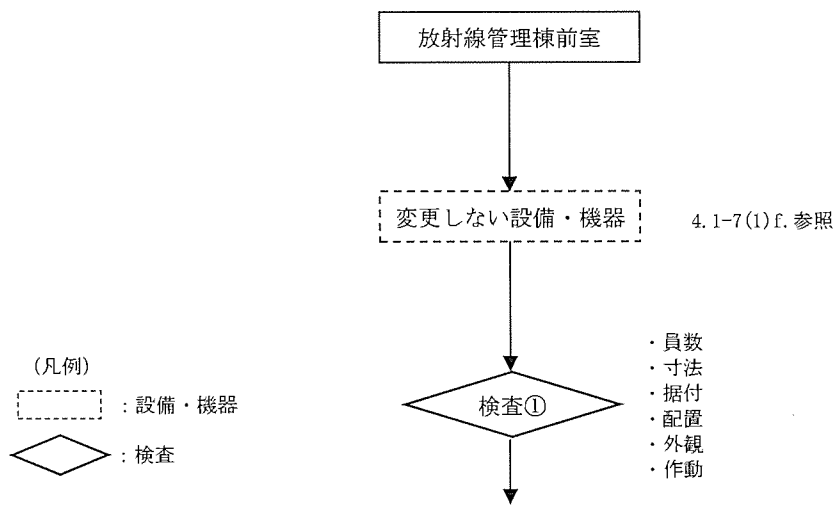 放射線管理棟前室
変更しない設備・機器
4.1-7(1)f.参照
・員数
・寸法
・据付
・配置
・外観
・作動
検査①
(凡例)
：設備・機器
：検査